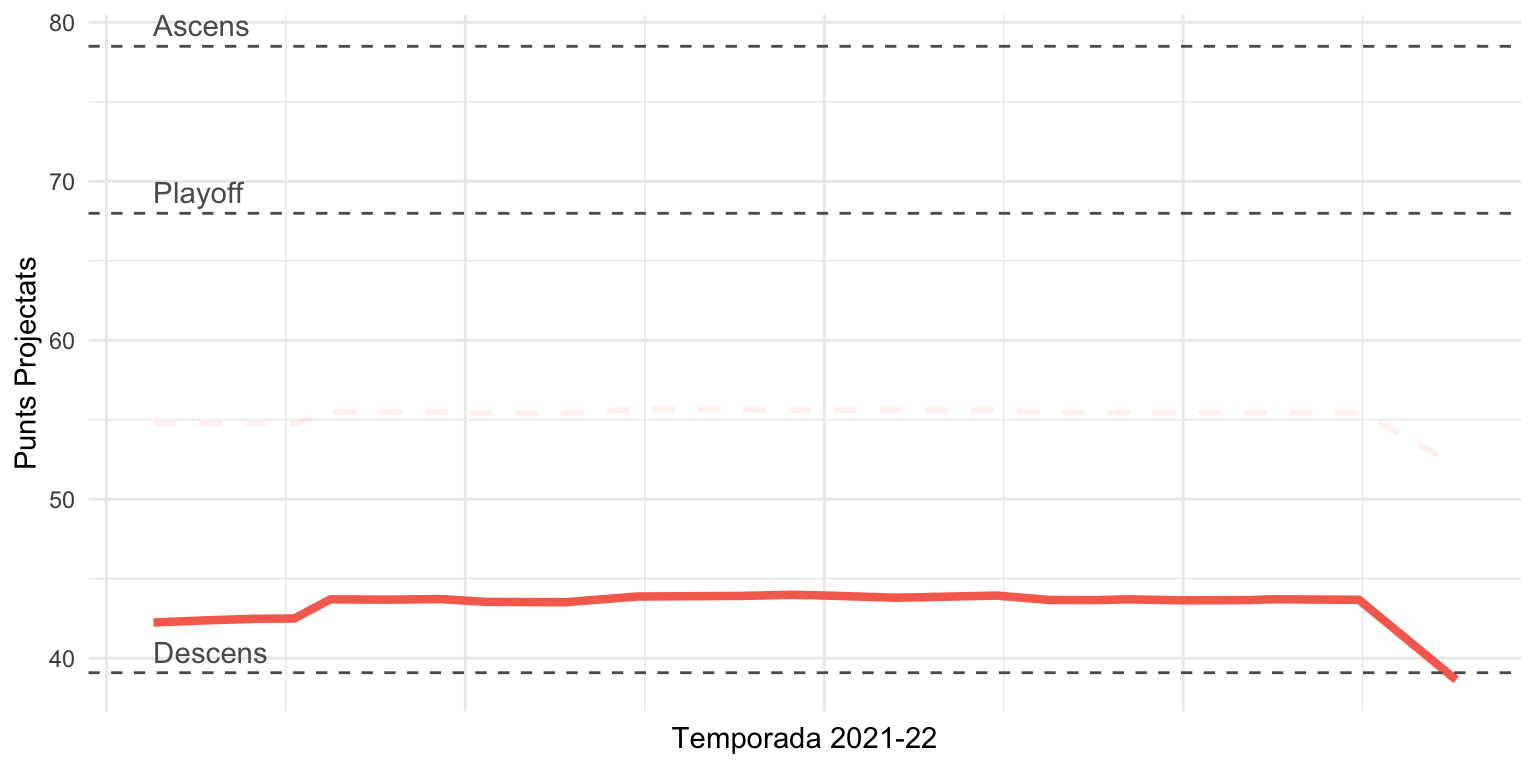 80
Ascens
70
Playoff
60
Punts Projectats
50
Descens
40
Temporada 2021-22